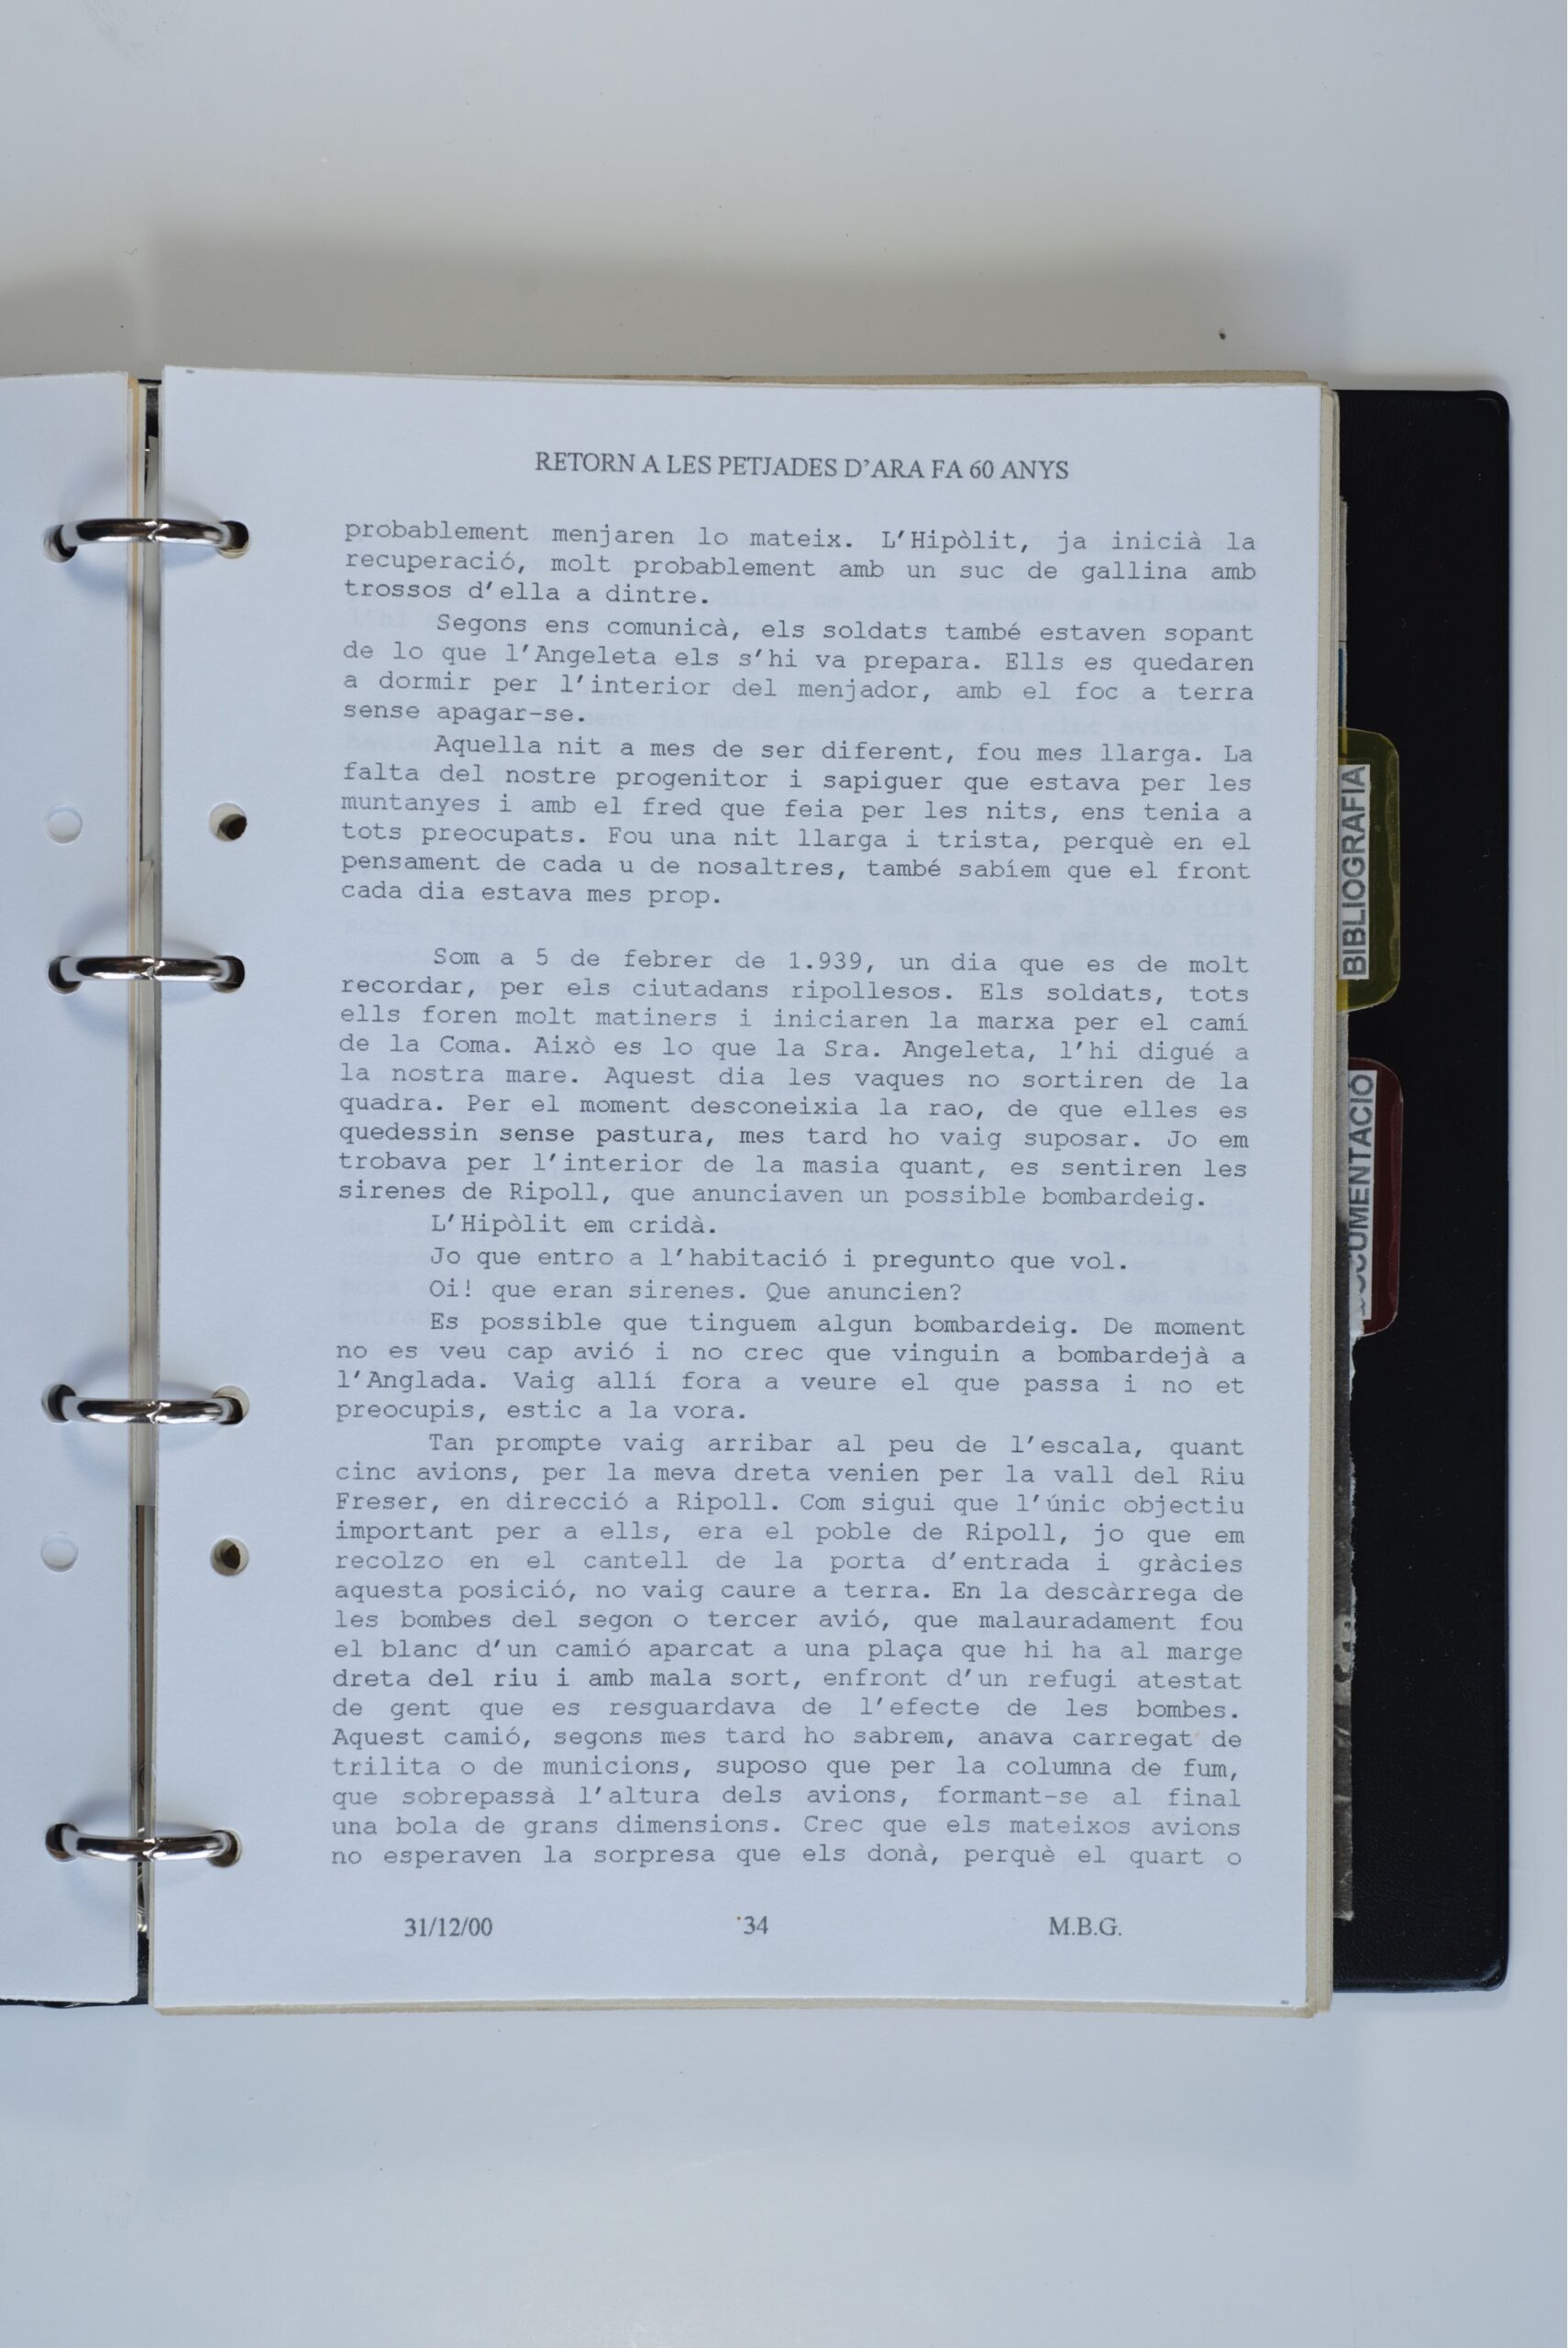 RETORN A LES PETJADES D'ARA FA 60 ANYS
probablement menjaren lo mateix. L'Hipòlit, ja inicià la
recuperació, molt probablement amb un suc de gallina amb
trossos d'ella a dintre.
Segons ens comunicà, els soldats també estaven sopant
de lo que l'Angeleta els s'hi va prepara. Ells es quedaren
a dormir per l'interior del menjador, amb el foc a terra
sense apagar-se.
Aquella nit a mes de ser diferent, fou mes llarga. La
falta del nostre progenitor i sapiguer que estava per les
muntanyes i amb el fred que feia per les nits, ens tenia a
tots preocupats. Fou una nit llarga i trista, perquè en el
pensament de cada u de nosaltres, també sabíem que el front
cada dia estava mes prop.
Som a 5 de febrer de 1.939, un dia que es de molt
recordar, per els ciutadans ripollesos. Els soldats, tots
ells foren molt matiners i iniciaren la marxa per el camí
de la Coma. Això es lo que la Sra. Angeleta, l'hi digué a
la nostra mare. Aquest dia les vaques no sortiren de la
quadra. Per el moment desconeixia la rao, de que elles es
quedessin sense pastura, mes tard ho vaig suposar. Jo em
trobava per l'interior de la masia quant, es sentiren les
sirenes de Ripoll, que anunciaven un possible bombardeig.
L'Hipòlit em cridà.
Jo que entro a l'habitació i pregunto que vol.
Oi! que eran sirenes. Que anuncien?
Es possible que tinguem algun bombardeig. De moment
no es veu cap avió i no crec que vinguin a bombardejà a
l'Anglada. Vaig allí fora a veure el que passa i no et
preocupis, estic a la vora.
Tan prompte vaig arribar al peu de l'escala, quant
cinc avions, per la meva dreta venien per la vall del Riu
Freser, en direcció a Ripoll. Com sigui que l'únic objectiu
important per a ells, era el poble de Ripoll, jo que em
recolzo en el cantell de la porta d'entrada i gràcies
aquesta posició, no vaig caure a terra. En la descàrrega de
les bombes del segon o tercer avió, que malauradament fou
el blanc d'un camió aparcat a una plaça que hi ha al marge
dreta del riu i amb mala sort, enfront d'un refugi atestat
de gent que es resguardava de l'efecte de les bombes.
Aquest camió, segons mes tard ho sabrem, anava carregat de
trilita o de municions, suposo que per la columna de fum,
que sobrepassà l'altura dels avions, formant-se al final
una bola de grans dimensions. Crec que els mateixos avions
no esperaven la sorpresa que els donà, perquè el quart o
31/12/00 34 M.B.G.
BIBLIOGRAFIA
DOCUMENTACIÓ